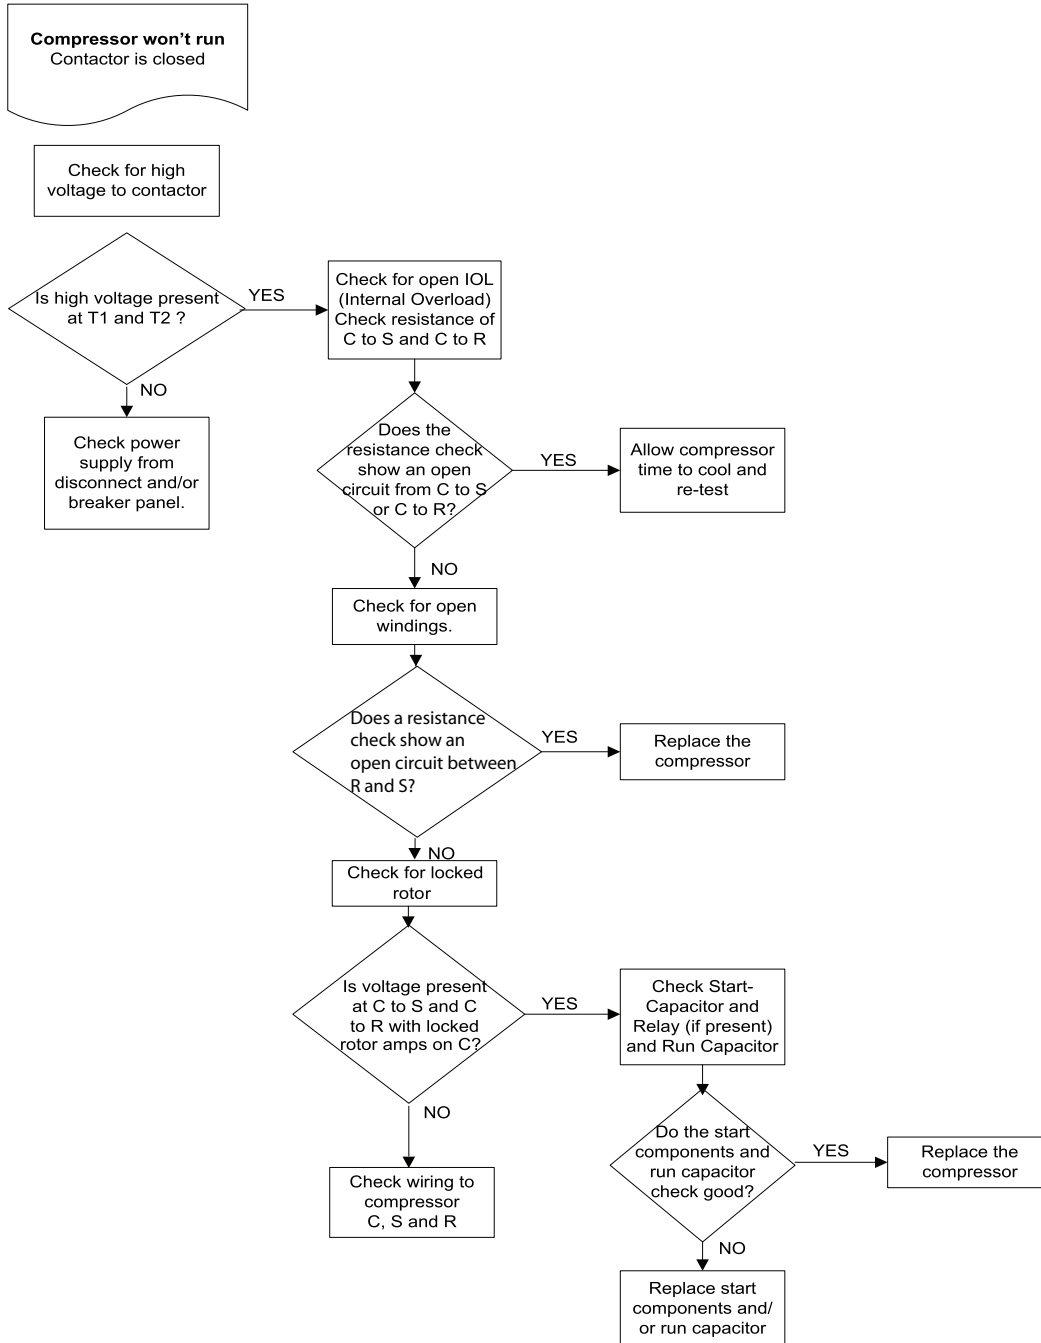 Compressor won't run
Contactor is closed
Check for high
voltage to contactor
Is high voltage present
at T1 and T2 ?
YES
NO
Check power
supply from
disconnect and/or
breaker panel.
Check for open IOL
(Internal Overload)
Check resistance of
C to S and C to R
Does the
resistance check
show an open
circuit from C to S
or C to R?
YES
Allow compressor
time to cool and
re-test
NO
Check for open
windings.
Does a resistance
check show an
open circuit between
R and S?
YES
Replace the
compressor
NO
Check for locked
rotor
Is voltage present
at C to S and C
to R with locked
rotor amps on C?
YES
NO
Check wiring to
compressor
C, S and R
Check Start-
Capacitor and
Relay (if present)
and Run Capacitor
Do the start
components and
run capacitor
check good?
YES
Replace the
compressor
NO
Replace start
components and/
or run capacitor